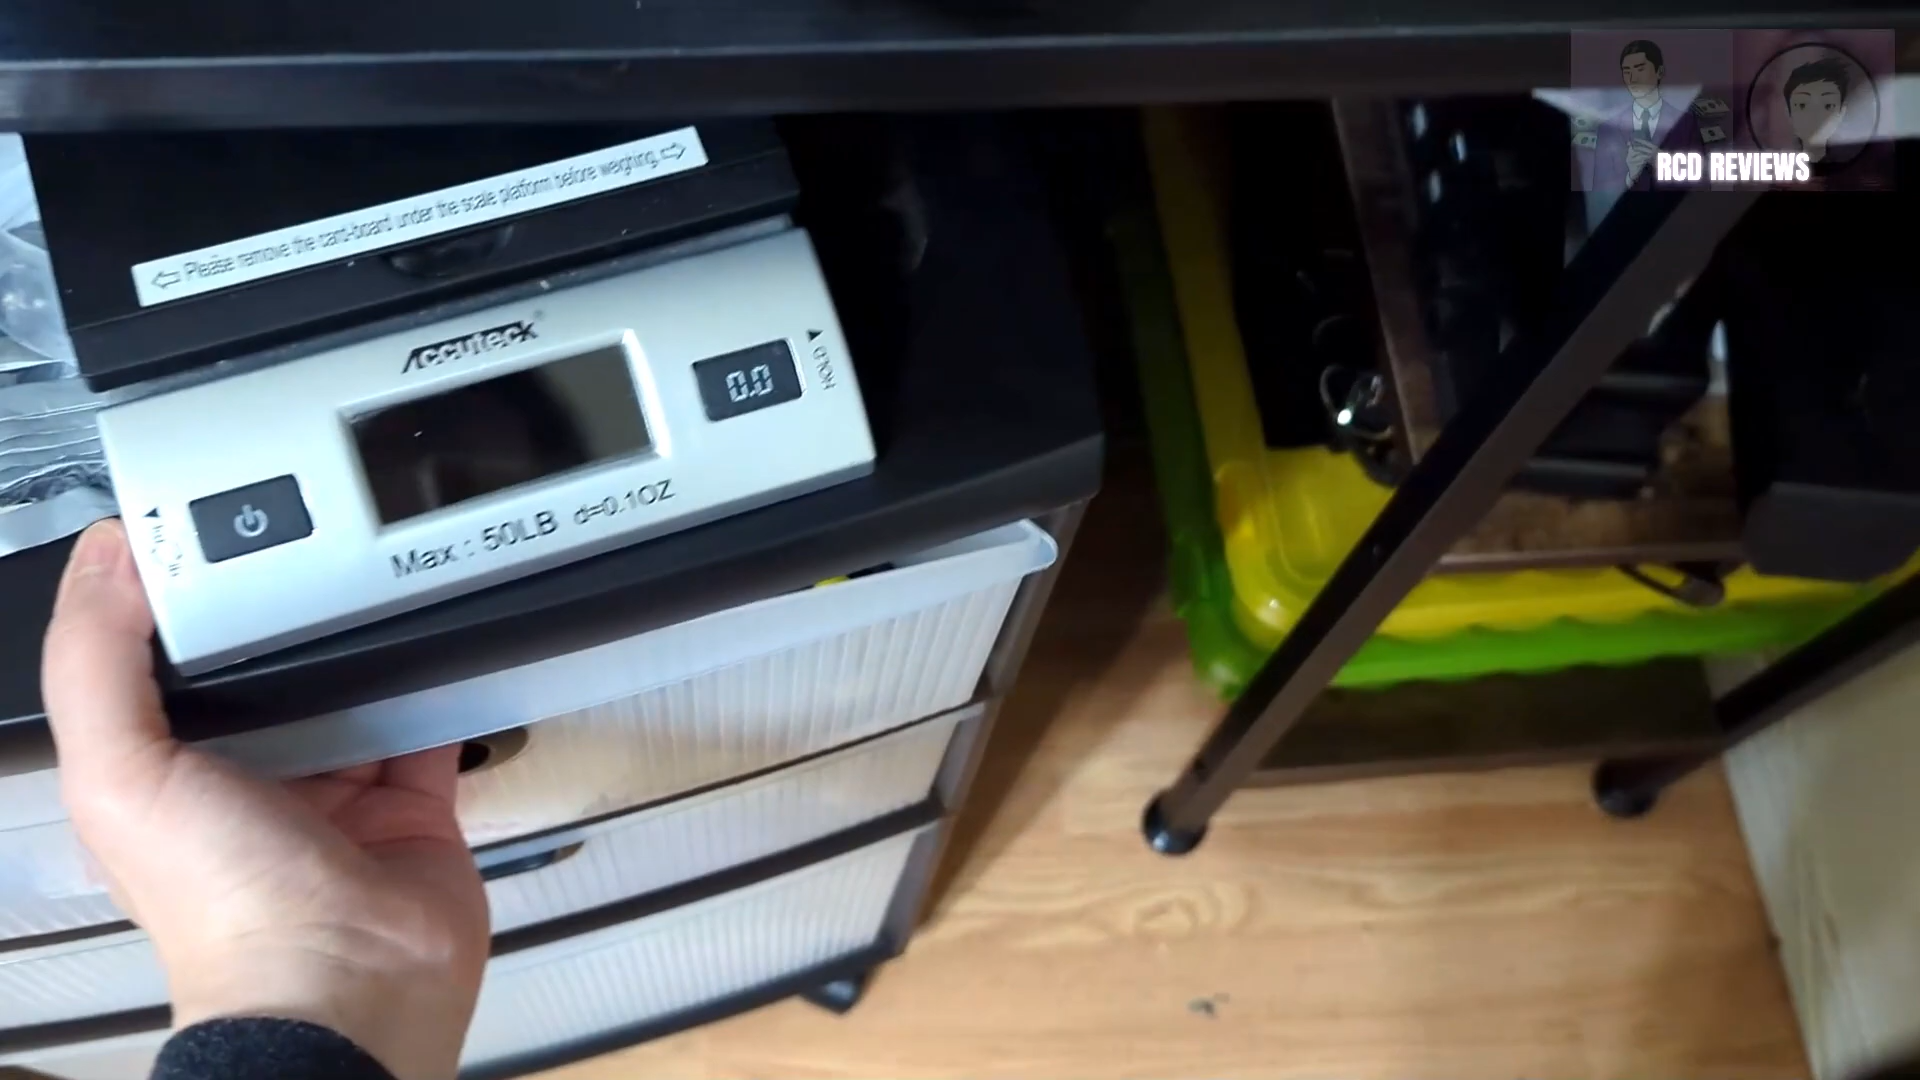 Please remove the card-board under the scale platform before weighing.
Accuteck
0.0
HOLD
Max : 50LB d=0.1OZ
RCD REVIEWS